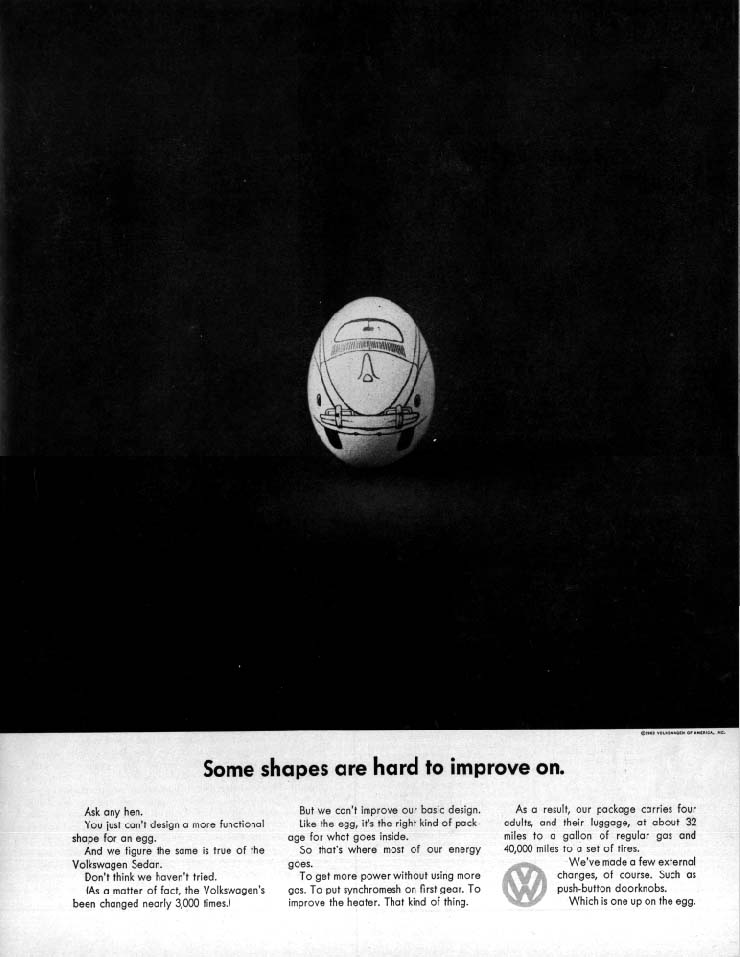 ©1963 VOLKSWAGEN OF AMERICA, INC.
Some shapes are hard to improve on.
Ask any hen.
You just can't design a more functional
shape for an egg.
And we figure the same is true of the
Volkswagen Sedan.
Don't think we haven't tried.
(As a matter of fact, the Volkswagen's
been changed nearly 3,000 times.)
But we can't improve our basic design.
Like the egg, it's the right kind of pack-
age for what goes inside.
So that's where most of our energy
goes.
To get more power without using more
gas. To put synchromesh on first gear. To
improve the heater. That kind of thing.
As a result, our package carries four
adults, and their luggage, at about 32
miles to a gallon of regular gas and
40,000 miles to a set of tires.
We've made a few external
changes, of course. Such as
push-button doorknobs.
Which is one up on the egg.
VW